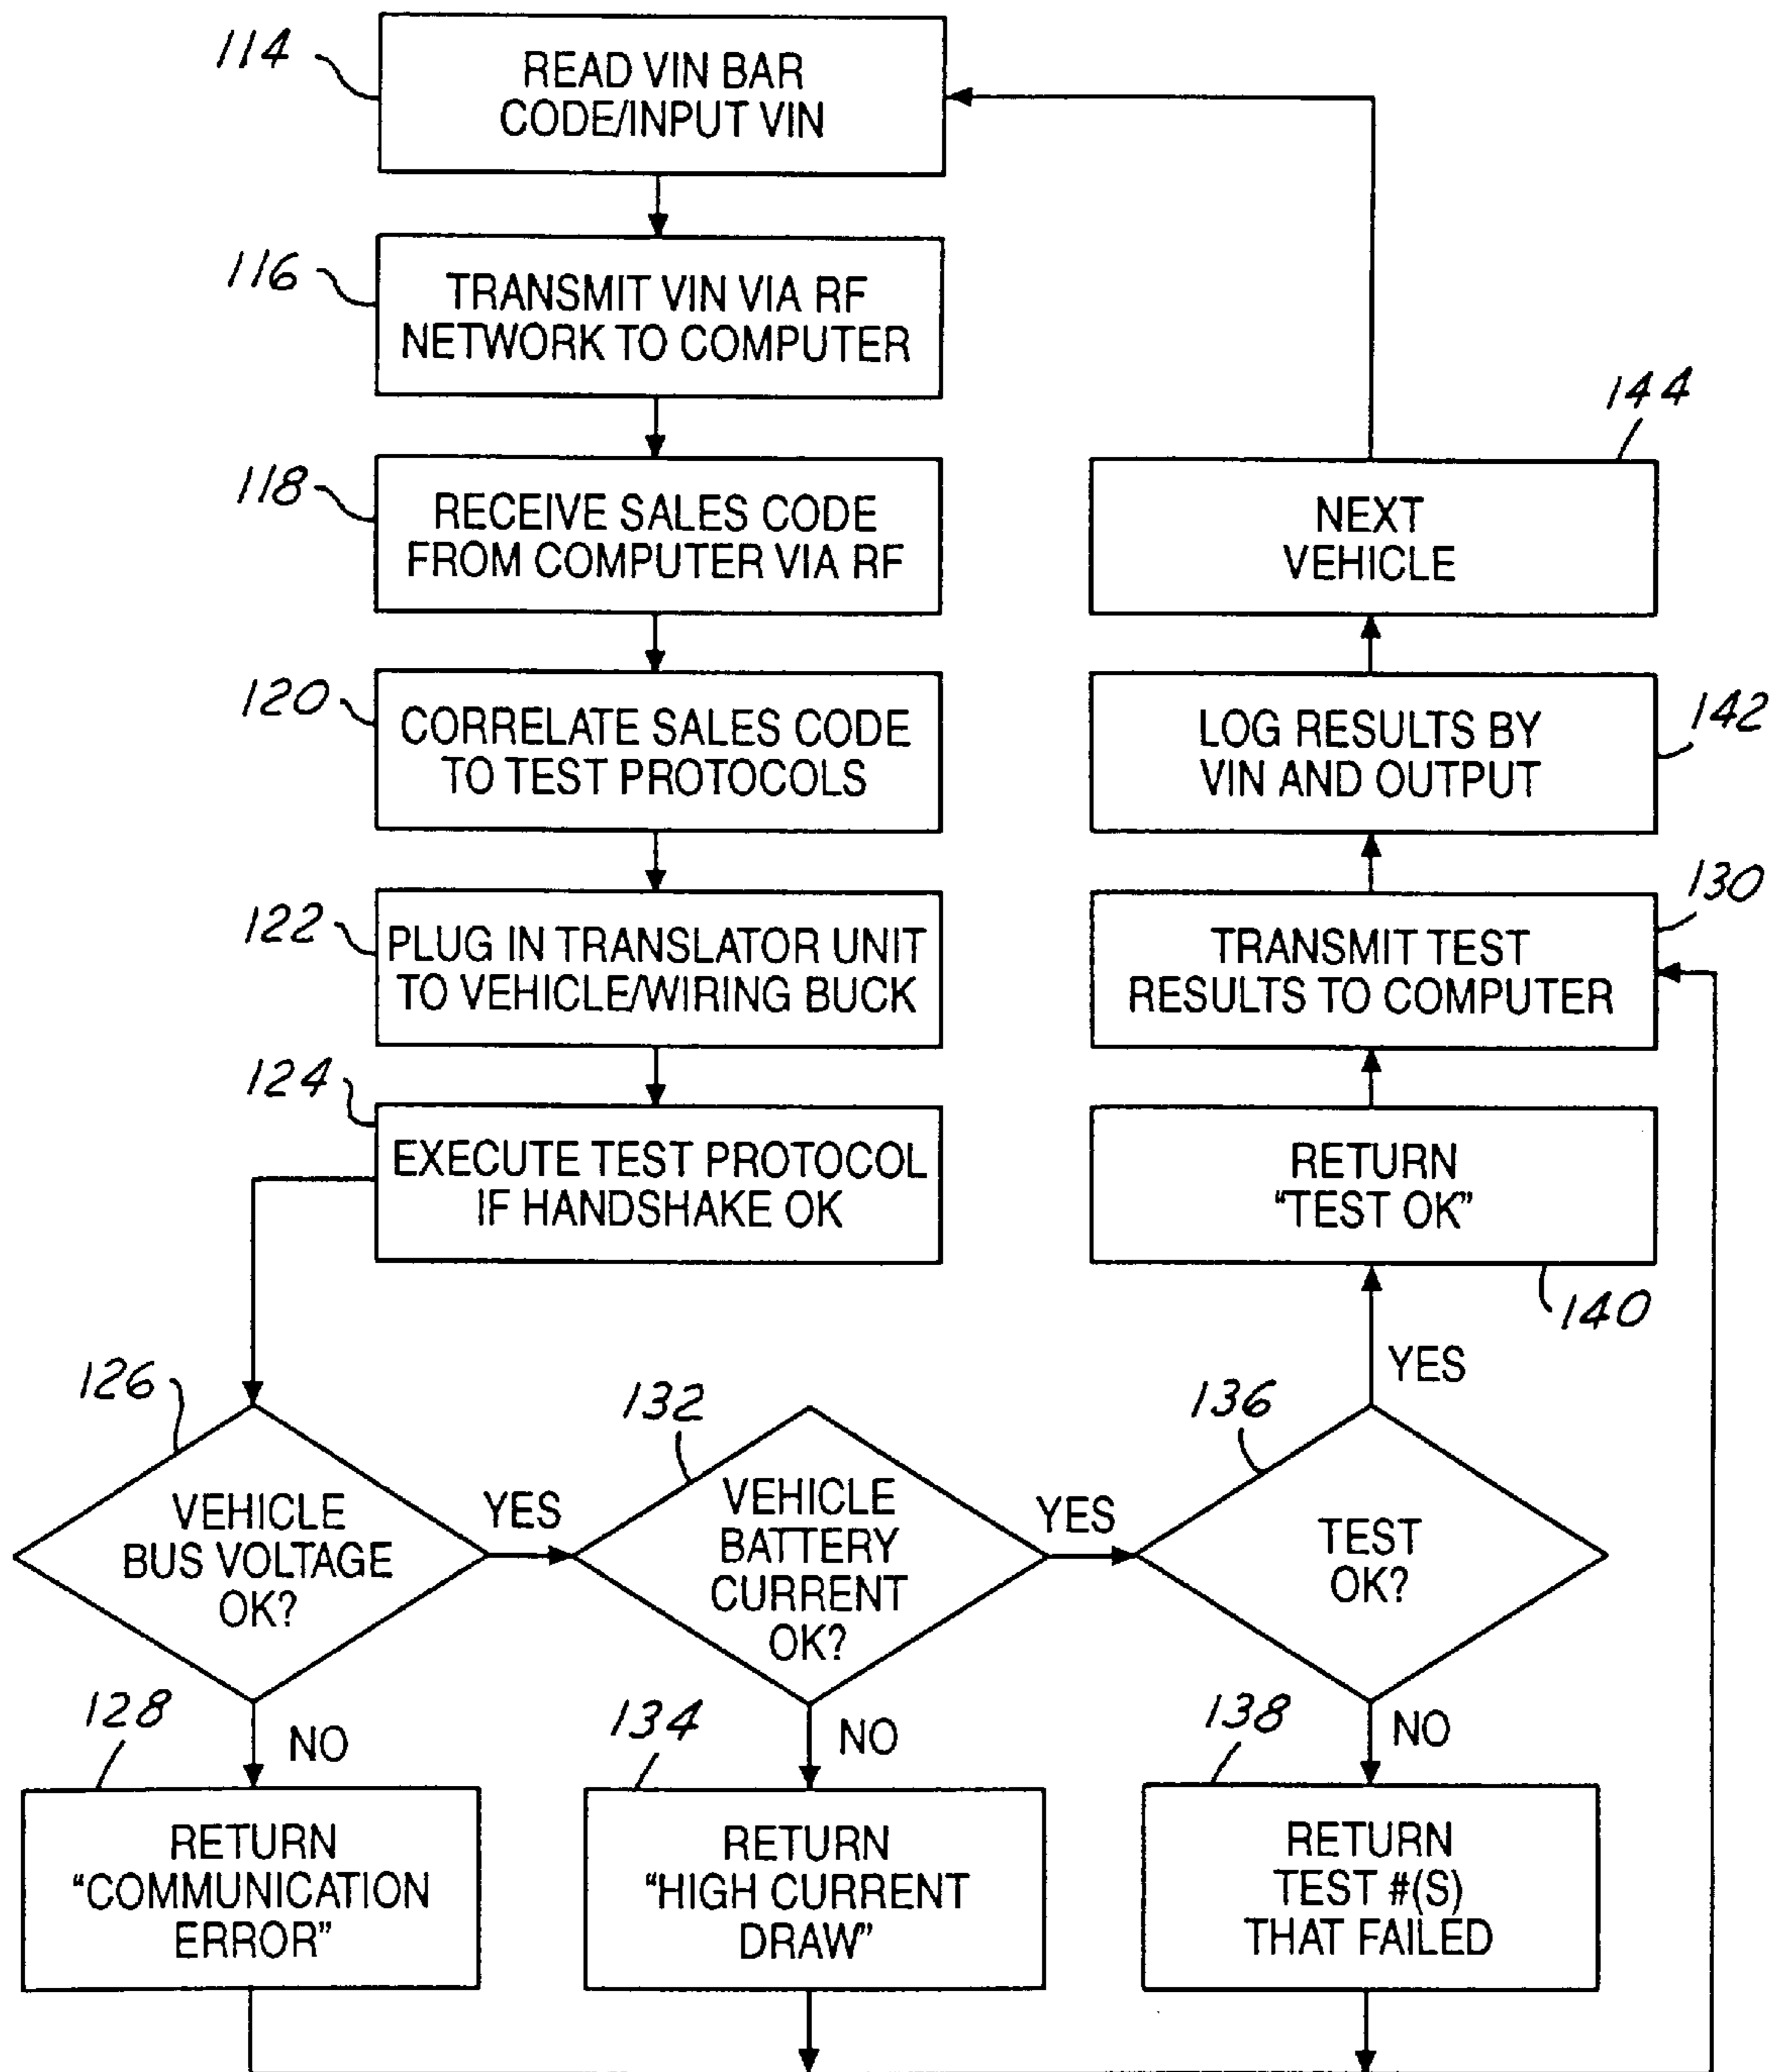 114
READ VIN BAR
CODE/INPUT VIN
116
TRANSMIT VIN VIA RF
NETWORK TO COMPUTER
118
RECEIVE SALES CODE
FROM COMPUTER VIA RF
120
CORRELATE SALES CODE
TO TEST PROTOCOLS
122
PLUG IN TRANSLATOR UNIT
TO VEHICLE/WIRING BUCK
124
EXECUTE TEST PROTOCOL
IF HANDSHAKE OK
126
VEHICLE
BUS VOLTAGE
OK?
YES
NO
128
RETURN
“COMMUNICATION
ERROR”
132
VEHICLE
BATTERY
CURRENT
OK?
YES
NO
134
RETURN
“HIGH CURRENT
DRAW”
136
TEST
OK?
YES
NO
138
RETURN
TEST #(S)
THAT FAILED
140
RETURN
“TEST OK”
130
TRANSMIT TEST
RESULTS TO COMPUTER
142
LOG RESULTS BY
VIN AND OUTPUT
144
NEXT
VEHICLE